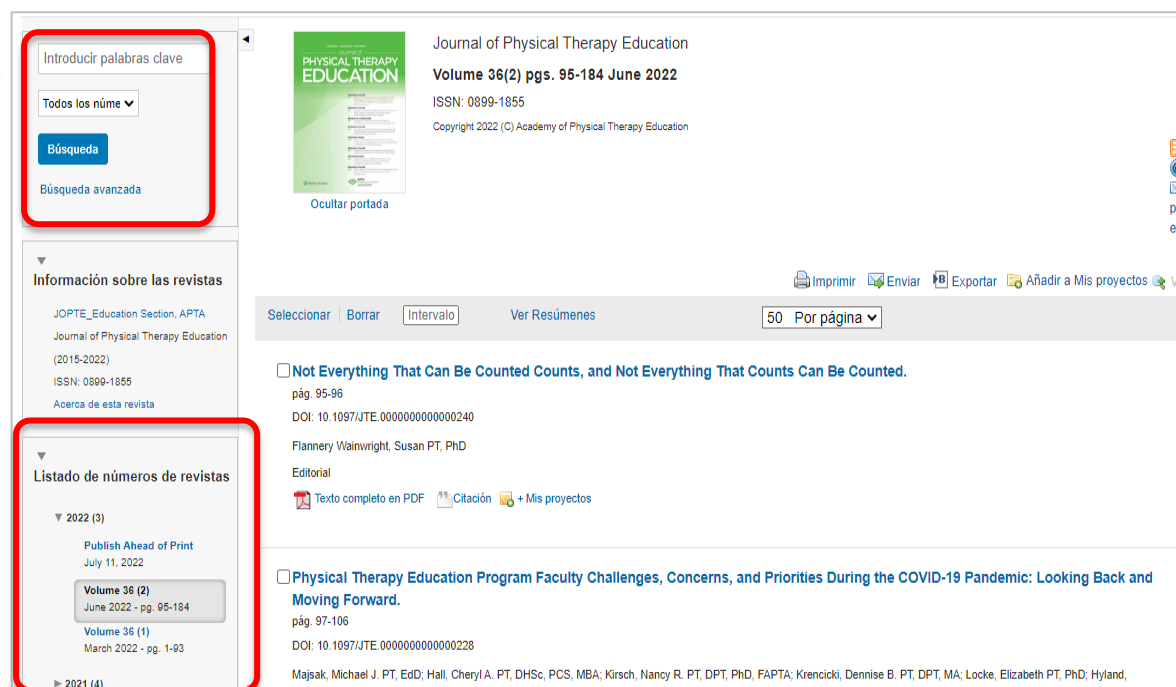 Introducir palabras clave
Todos los núme
Búsqueda
Búsqueda avanzada
Información sobre las revistas
JOPTE_Education Section, APTA
Journal of Physical Therapy Education
(2015-2022)
ISSN: 0899-1855
Acerca de esta revista
Listado de números de revistas
2022 (3)
Publish Ahead of Print
July 11, 2022
Volume 36 (2)
June 2022 - pg. 95-184
Volume 36 (1)
March 2022 - pg. 1-93
2021 (4)
Journal of
PHYSICAL THERAPY
EDUCATION
Ocultar portada
Journal of Physical Therapy Education
Volume 36(2) pgs. 95-184 June 2022
ISSN: 0899-1855
Copyright 2022 (C) Academy of Physical Therapy Education
p
e
Imprimir Enviar Exportar Añadir a Mis proyectos V
Seleccionar Borrar Intervalo Ver Resúmenes 50 Por página
Not Everything That Can Be Counted Counts, and Not Everything That Counts Can Be Counted.
pág. 95-96
DOI: 10.1097/JTE.0000000000000240
Flannery Wainwright, Susan PT, PhD
Editorial
Texto completo en PDF Citación + Mis proyectos
Physical Therapy Education Program Faculty Challenges, Concerns, and Priorities During the COVID-19 Pandemic: Looking Back and
Moving Forward.
pág. 97-106
DOI: 10.1097/JTE.0000000000000228
Majsak, Michael J. PT, EdD; Hall, Cheryl A. PT, DHSc, PCS, MBA; Kirsch, Nancy R. PT, DPT, PhD, FAPTA; Krencicki, Dennise B. PT, DPT, MA; Locke, Elizabeth PT, PhD; Hyland,